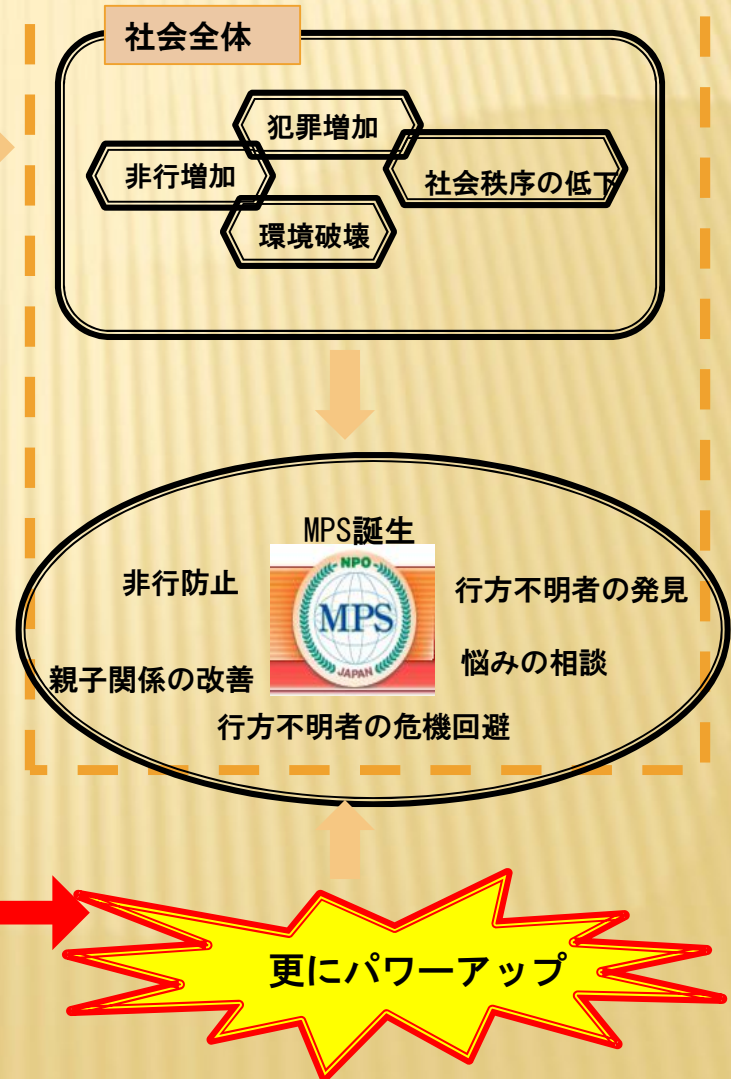 社会全体
犯罪増加
非行増加
社会秩序の低下
環境破壊
MPS誕生
非行防止
行方不明者の発見
NPO
MPS
JAPAN
親子関係の改善
悩みの相談
行方不明者の危機回避
更にパワーアップ